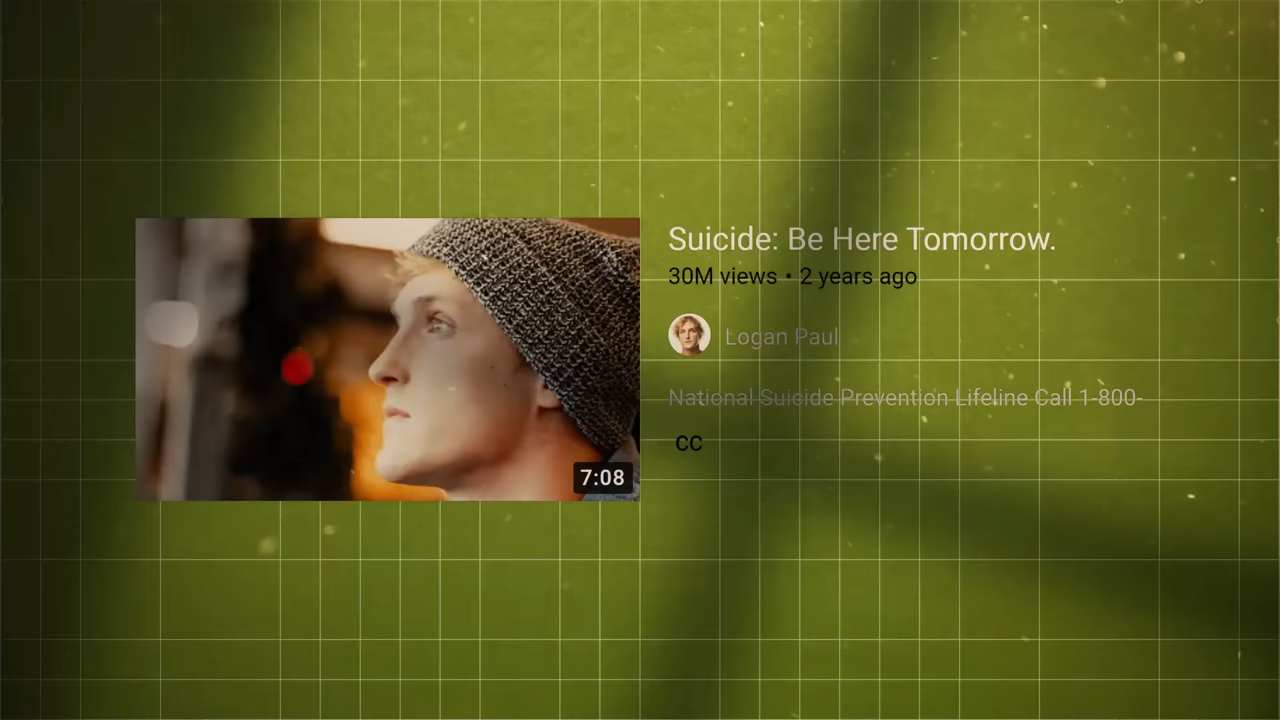 Suicide: Be Here Tomorrow.
30M views • 2 years ago
Logan Paul
National Suicide Prevention Lifeline Call 1-800-
CC
7:08